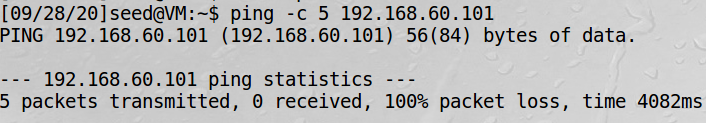 [09/28/20]seed@VM:~$ ping -c 5 192.168.60.101
PING 192.168.60.101 (192.168.60.101) 56(84) bytes of data.
--- 192.168.60.101 ping statistics ---
5 packets transmitted, 0 received, 100% packet loss, time 4082ms